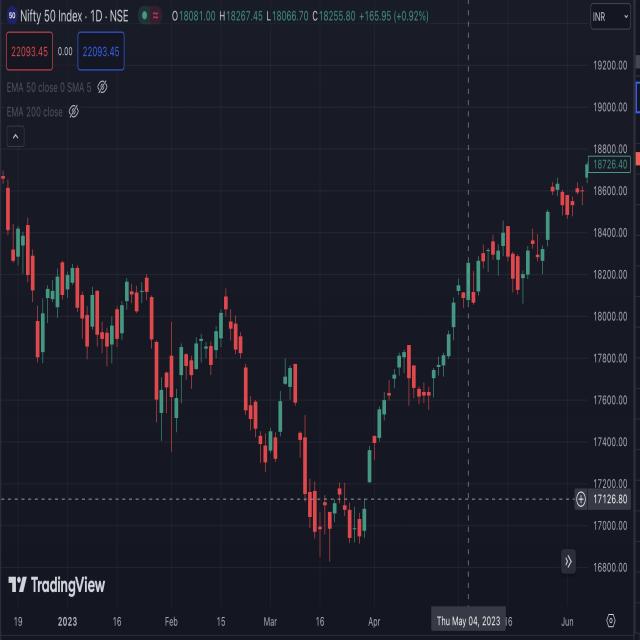 50 Nifty 50 Index · 1D · NSE O18081.00 H18267.45 L18066.70 C18255.80 +165.95 (+0.92%) INR
22093.45 0.00 22093.45
EMA 50 close 0 SMA 5
EMA 200 close
19200.00
19000.00
18800.00
18726.40
18600.00
18400.00
18200.00
18000.00
17800.00
17600.00
17400.00
17200.00
17126.80
17000.00
16800.00
TradingView
19 2023 16 Feb 15 Mar 16 Apr Thu May 04, 2023 16 Jun